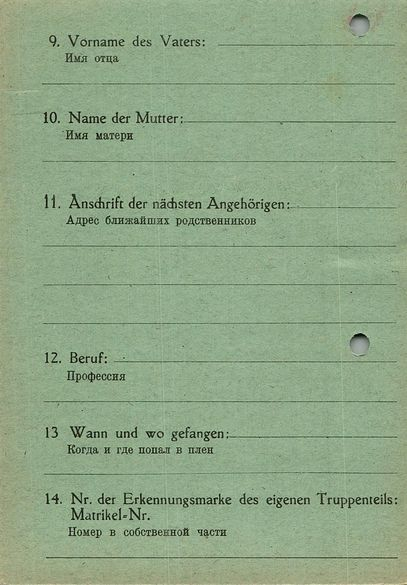 9. Vorname des Vaters:
Имя отца
10. Name der Mutter:
Имя матери
11. Anschrift der nächsten Angehörigen:
Адрес ближайших родственников
12. Beruf:
Профессия
13 Wann und wo gefangen:
Когда и где попал в плен
14. Nr. der Erkennungsmarke des eigenen Truppenteils:
Matrikel-Nr.
Номер в собственной части